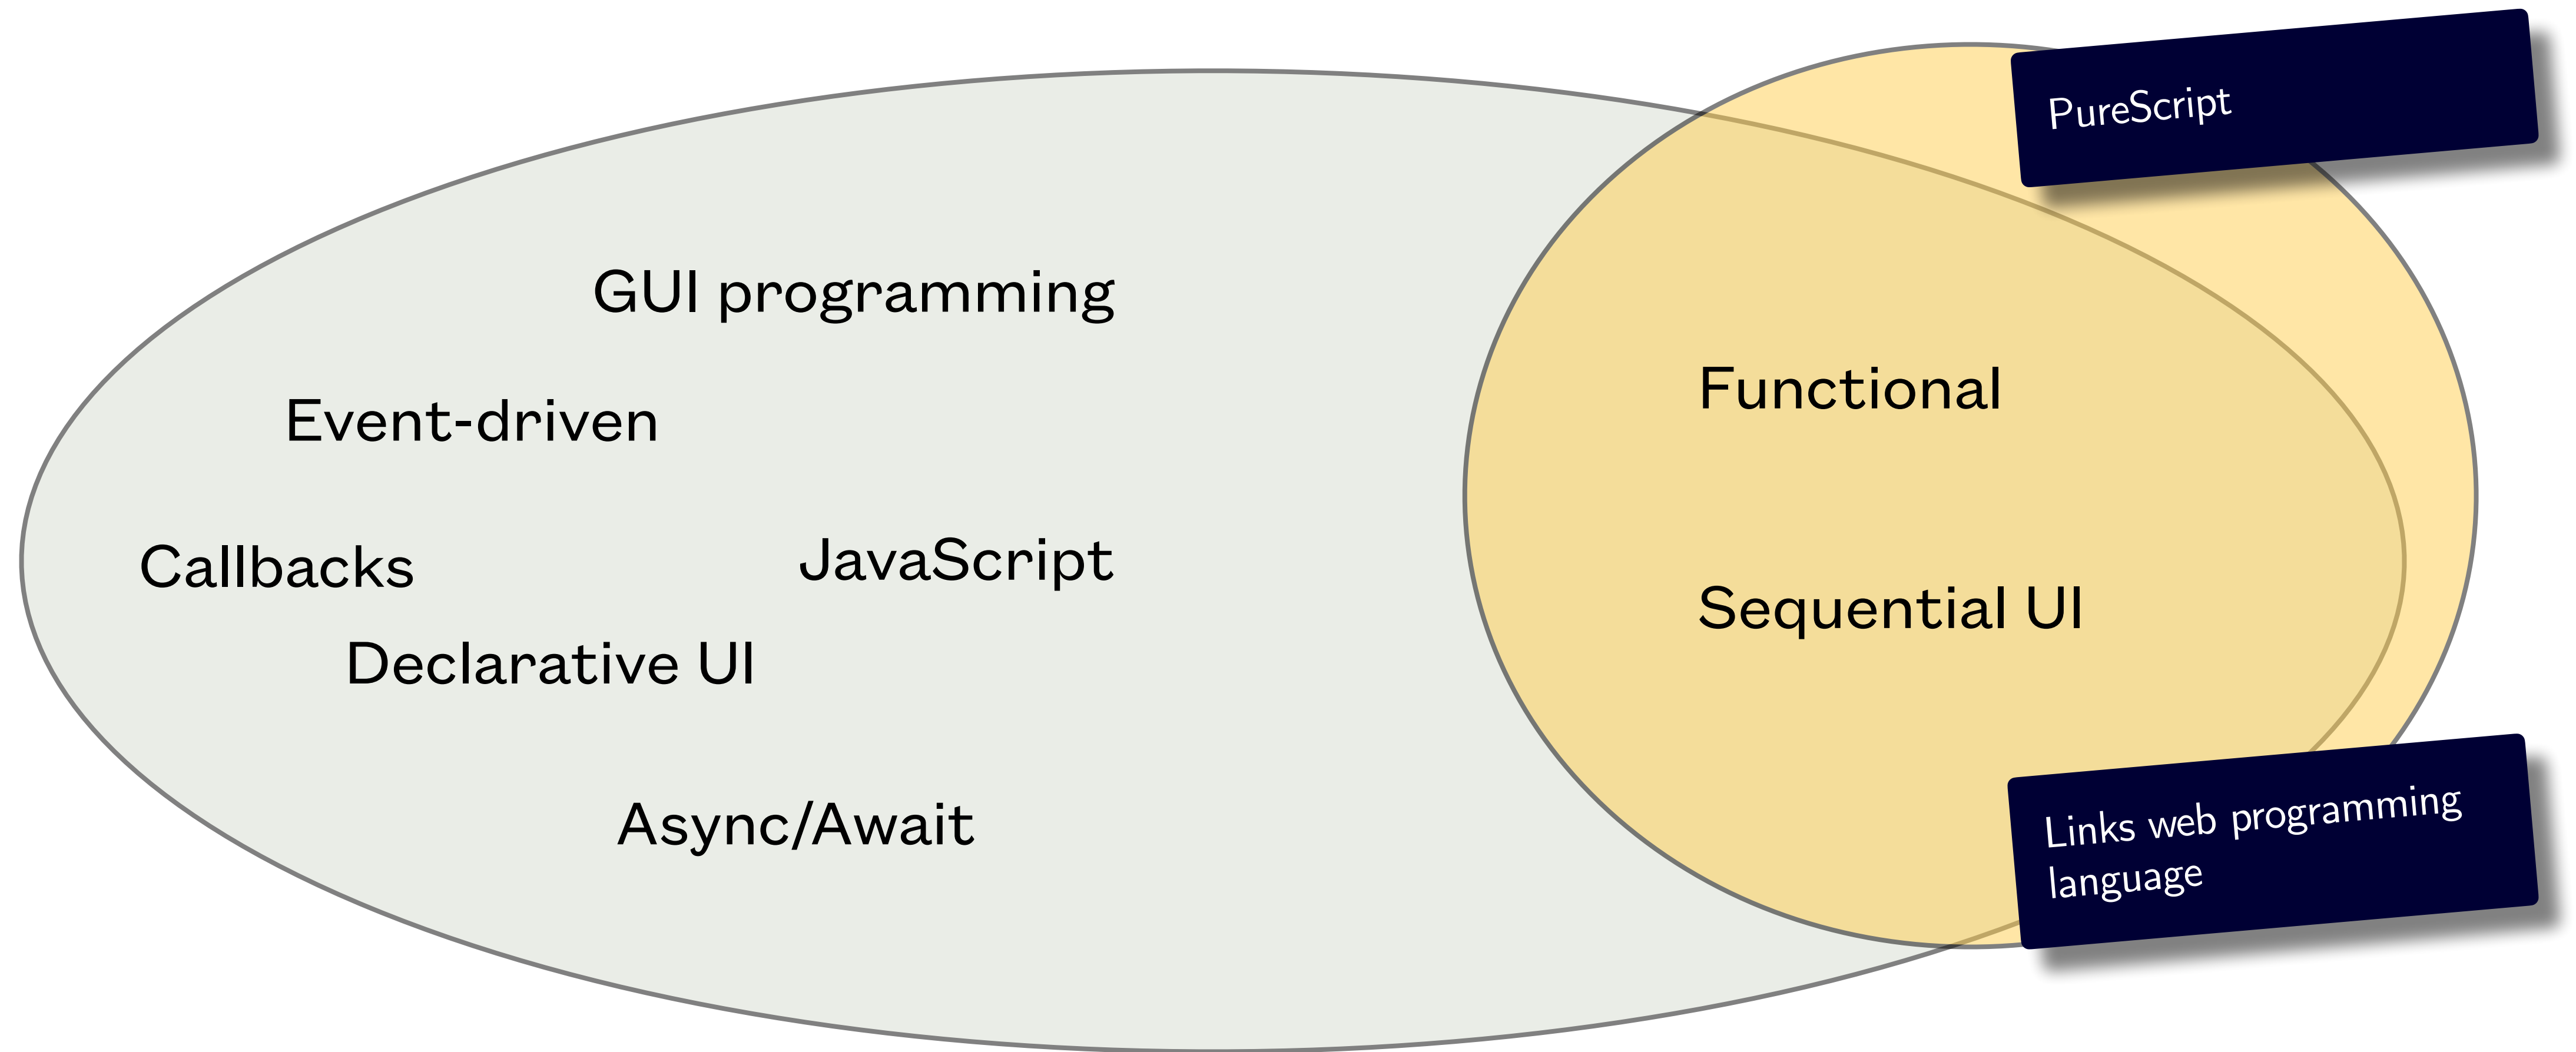 PureScript
GUI programming
Functional
Event-driven
JavaScript
Callbacks
Sequential UI
Declarative UI
Async/Await
Links web programming
language